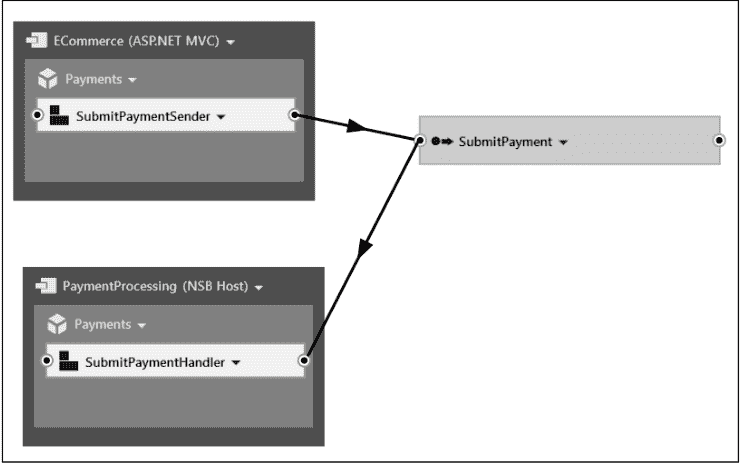 ECommerce (ASP.NET MVC)
Payments
SubmitPaymentSender
SubmitPayment
PaymentProcessing (NSB Host)
Payments
SubmitPaymentHandler